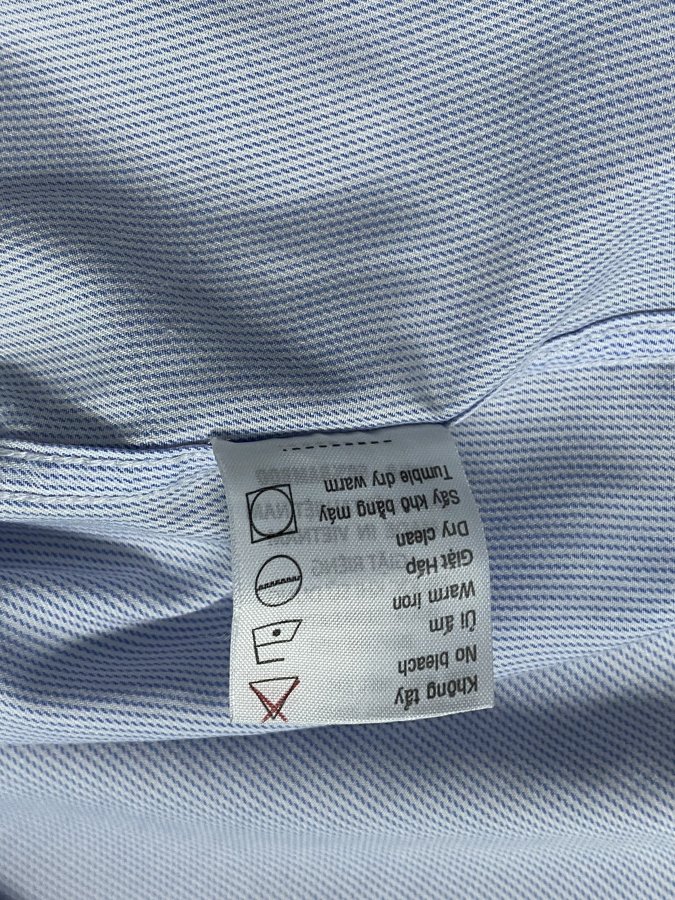 Không tẩy
No bleach
Ủi ấm
Warm iron
Giặt Hấp
Dry clean
Sấy khô bằng máy
Tumble dry warm